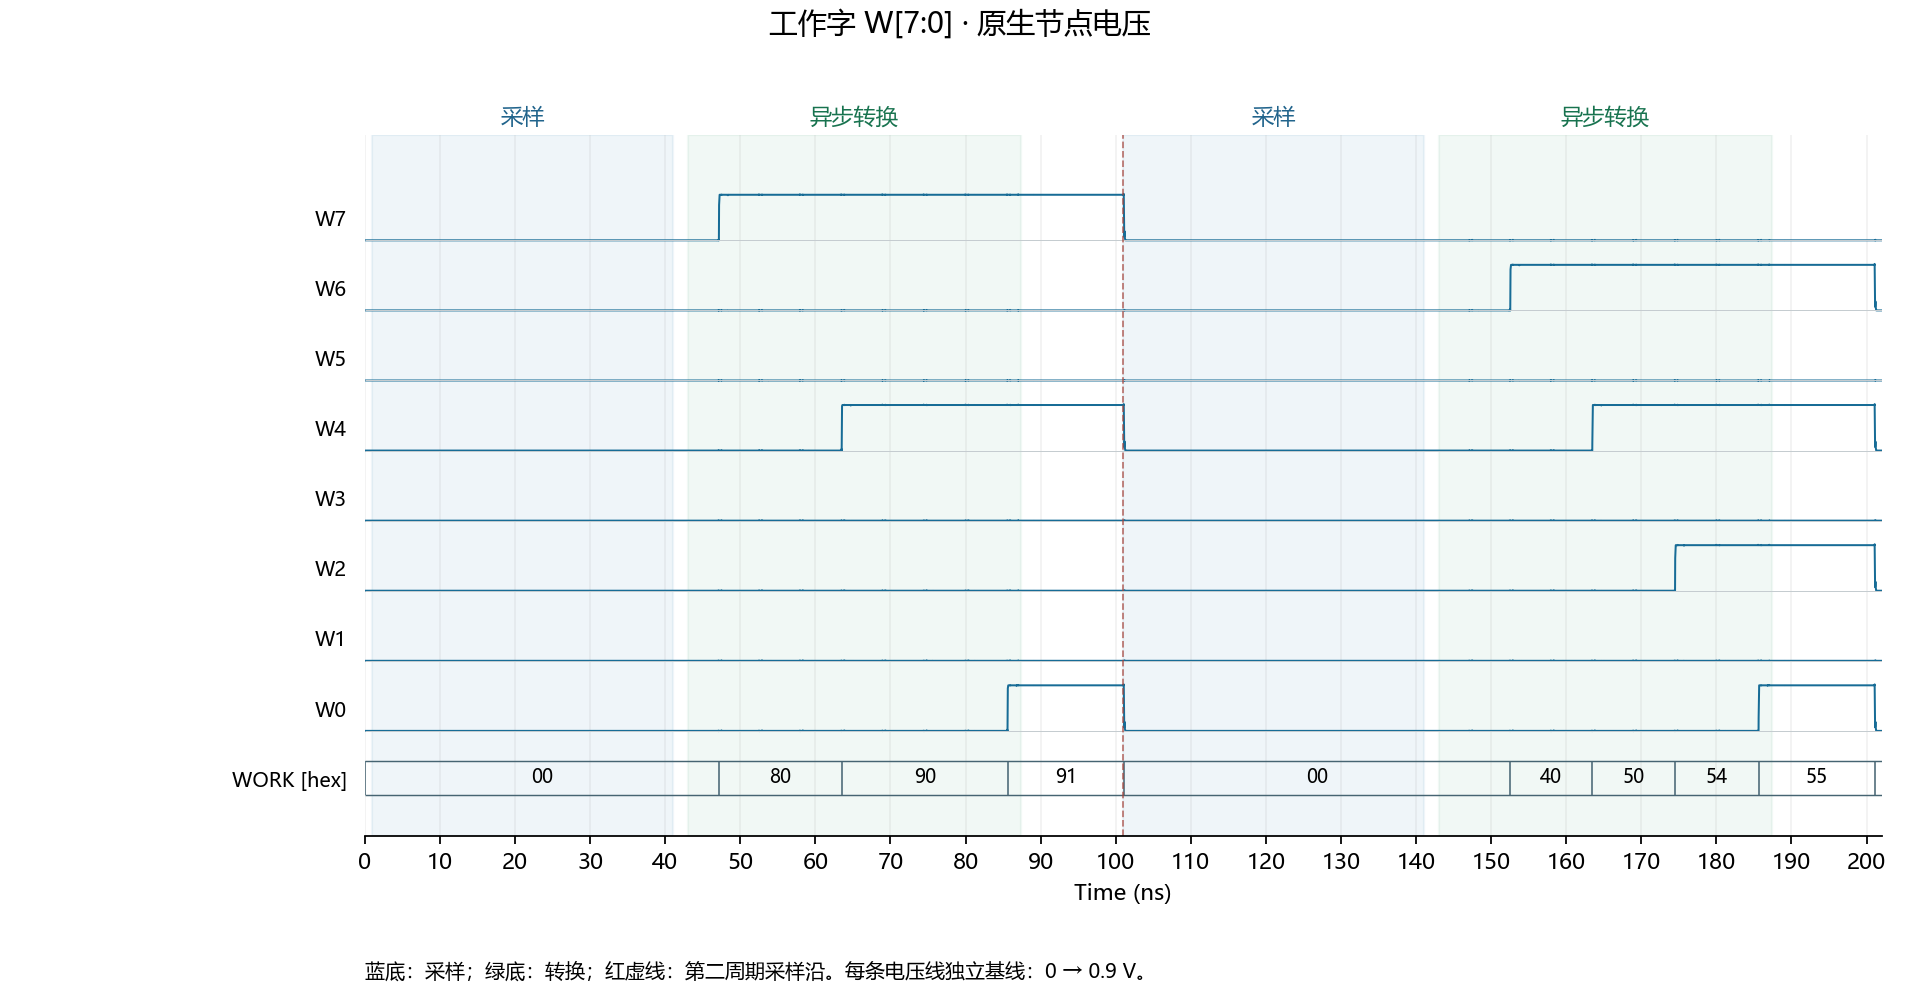 工作字 W[7:0] · 原生节点电压
采样 异步转换 采样 异步转换
W7
W6
W5
W4
W3
W2
W1
W0
WORK [hex] 00 80 90 91 00 40 50 54 55
0 10 20 30 40 50 60 70 80 90 100 110 120 130 140 150 160 170 180 190 200
Time (ns)
蓝底：采样；绿底：转换；红虚线：第二周期采样沿。每条电压线独立基线：0 → 0.9 V。